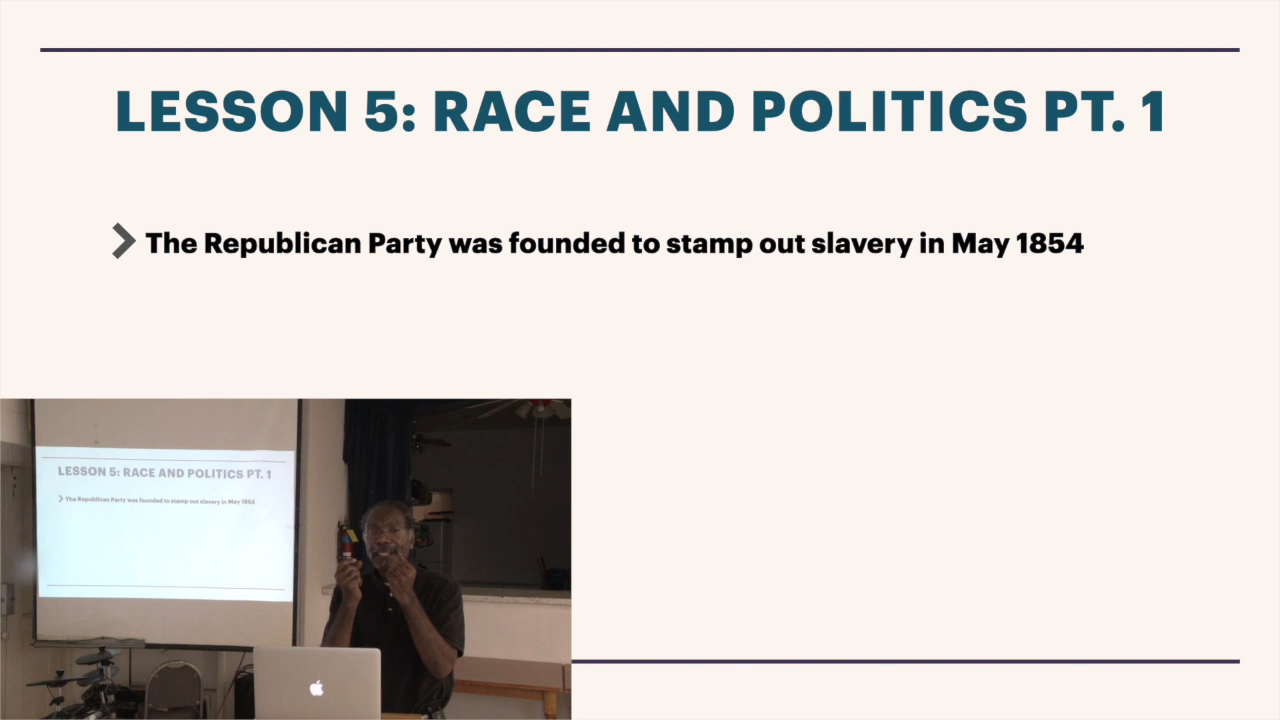 LESSON 5: RACE AND POLITICS PT. 1
The Republican Party was founded to stamp out slavery in May 1854
LESSON 5: RACE AND POLITICS PT. 1
The Republican Party was founded to stamp out slavery in May 1854